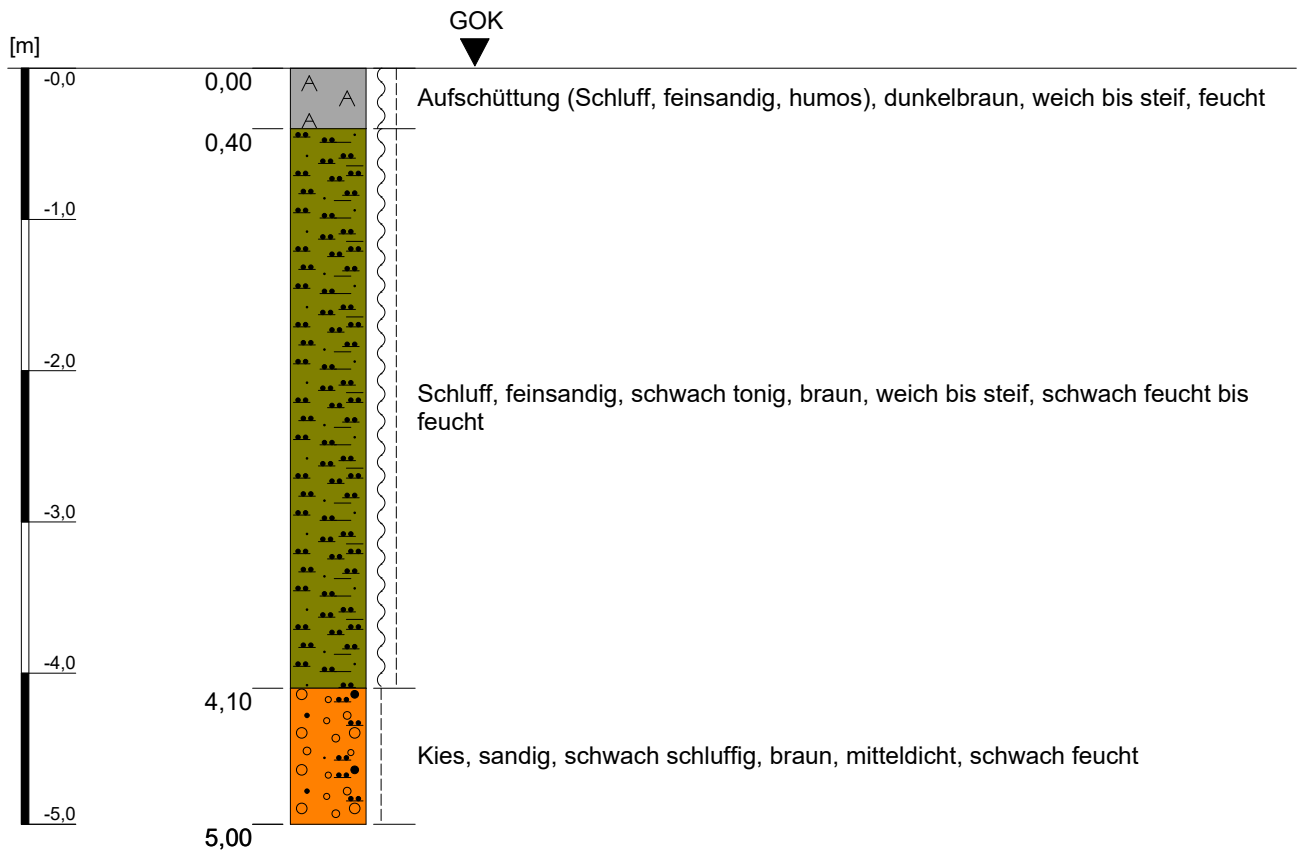 GOK
[m]
-0,0
0,00
Aufschüttung (Schluff, feinsandig, humos), dunkelbraun, weich bis steif, feucht
0,40
-1,0
-2,0
Schluff, feinsandig, schwach tonig, braun, weich bis steif, schwach feucht bis
feucht
-3,0
-4,0
4,10
Kies, sandig, schwach schluffig, braun, mitteldicht, schwach feucht
-5,0
5,00